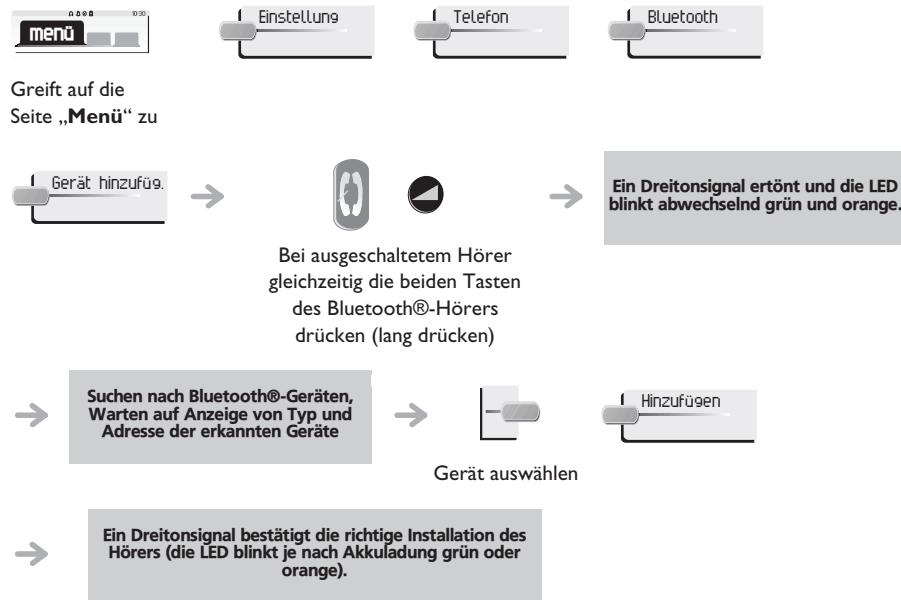 10:30
menü
Einstellung
Telefon
Bluetooth
Greift auf die
Seite „Menü“ zu
Gerät hinzufüg.
Ein Dreitonsignal ertönt und die LED
blinkt abwechselnd grün und orange.
Bei ausgeschaltetem Hörer
gleichzeitig die beiden Tasten
des Bluetooth®-Hörers
drücken (lang drücken)
Suchen nach Bluetooth®-Geräten,
Warten auf Anzeige von Typ und
Adresse der erkannten Geräte
Hinzufügen
Gerät auswählen
Ein Dreitonsignal bestätigt die richtige Installation des
Hörers (die LED blinkt je nach Akkuladung grün oder
orange).